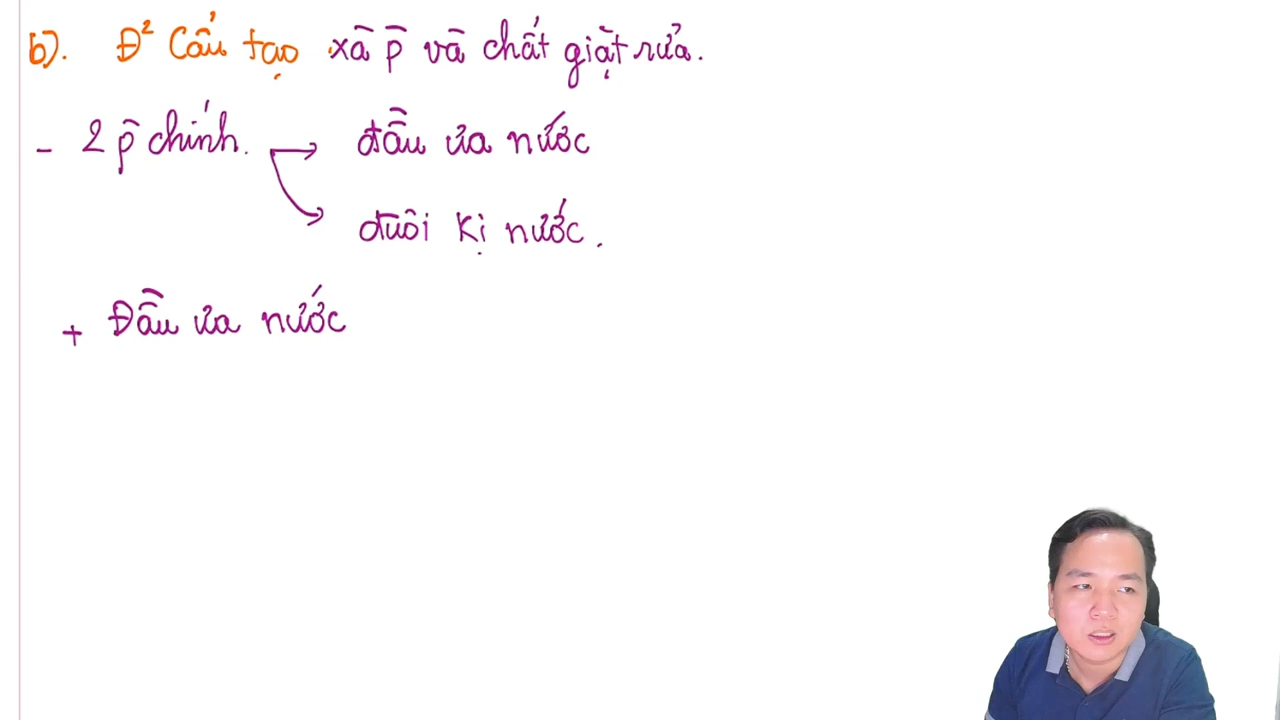 b). Đ² Cấu tạo xà p̄ và chất giặt rửa.
- 2 p̄ chính. → đầu ưa nước
→ đuôi kị nước.
+ Đầu ưa nước